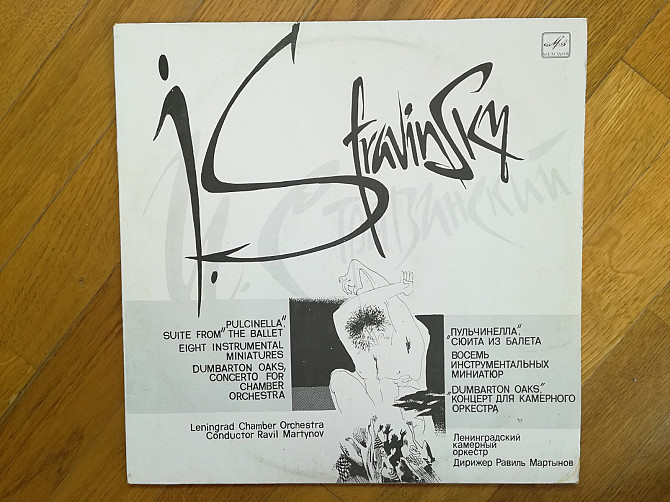 МЕЛОДИЯ
i. Stravinsky
И. Стравинский
"PULCINELLA",
SUITE FROM THE BALLET
EIGHT INSTRUMENTAL
MINIATURES
DUMBARTON OAKS,
CONCERTO FOR
CHAMBER
ORCHESTRA
Leningrad Chamber Orchestra
Conductor Ravil Martynov
"ПУЛЬЧИНЕЛЛА",
СЮИТА ИЗ БАЛЕТА
ВОСЕМЬ
ИНСТРУМЕНТАЛЬНЫХ
МИНИАТЮР
"DUMBARTON OAKS."
КОНЦЕРТ ДЛЯ КАМЕРНОГО
ОРКЕСТРА
Ленинградский
камерный
оркестр
Дирижер Равиль Мартынов